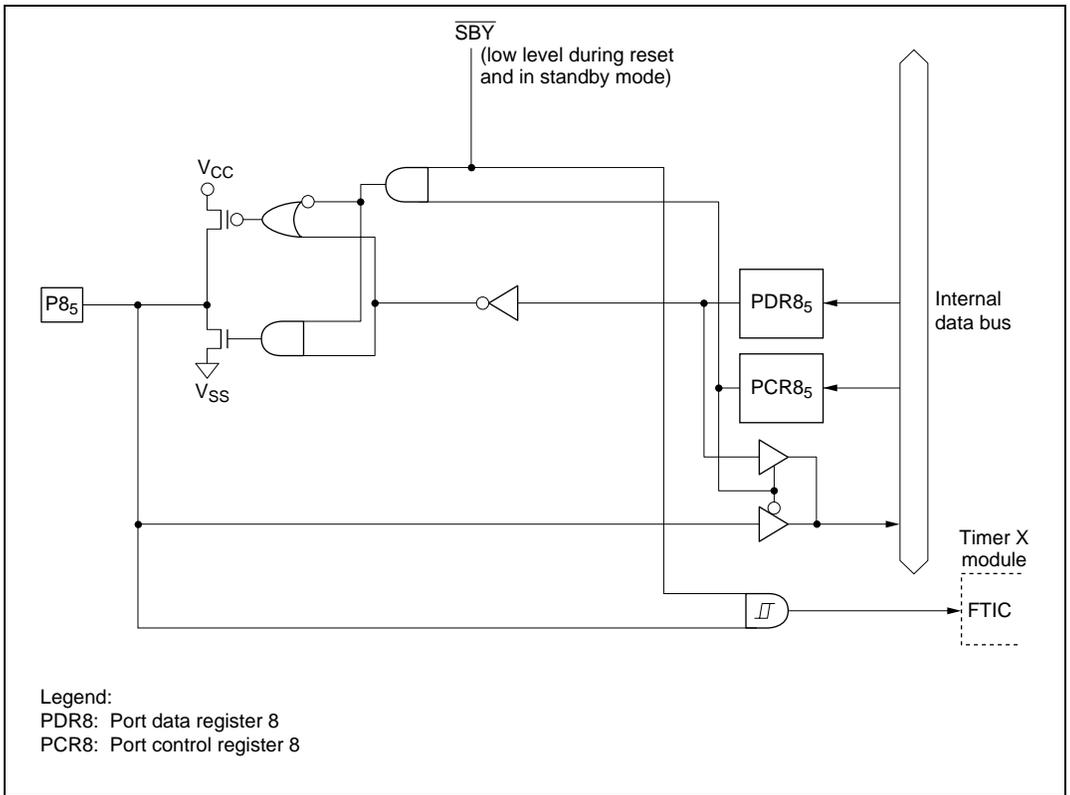 SBY
(low level during reset
and in standby mode)
VCC
P85
VSS
PDR85
PCR85
Internal
data bus
Timer X
module
FTIC
Legend:
PDR8: Port data register 8
PCR8: Port control register 8